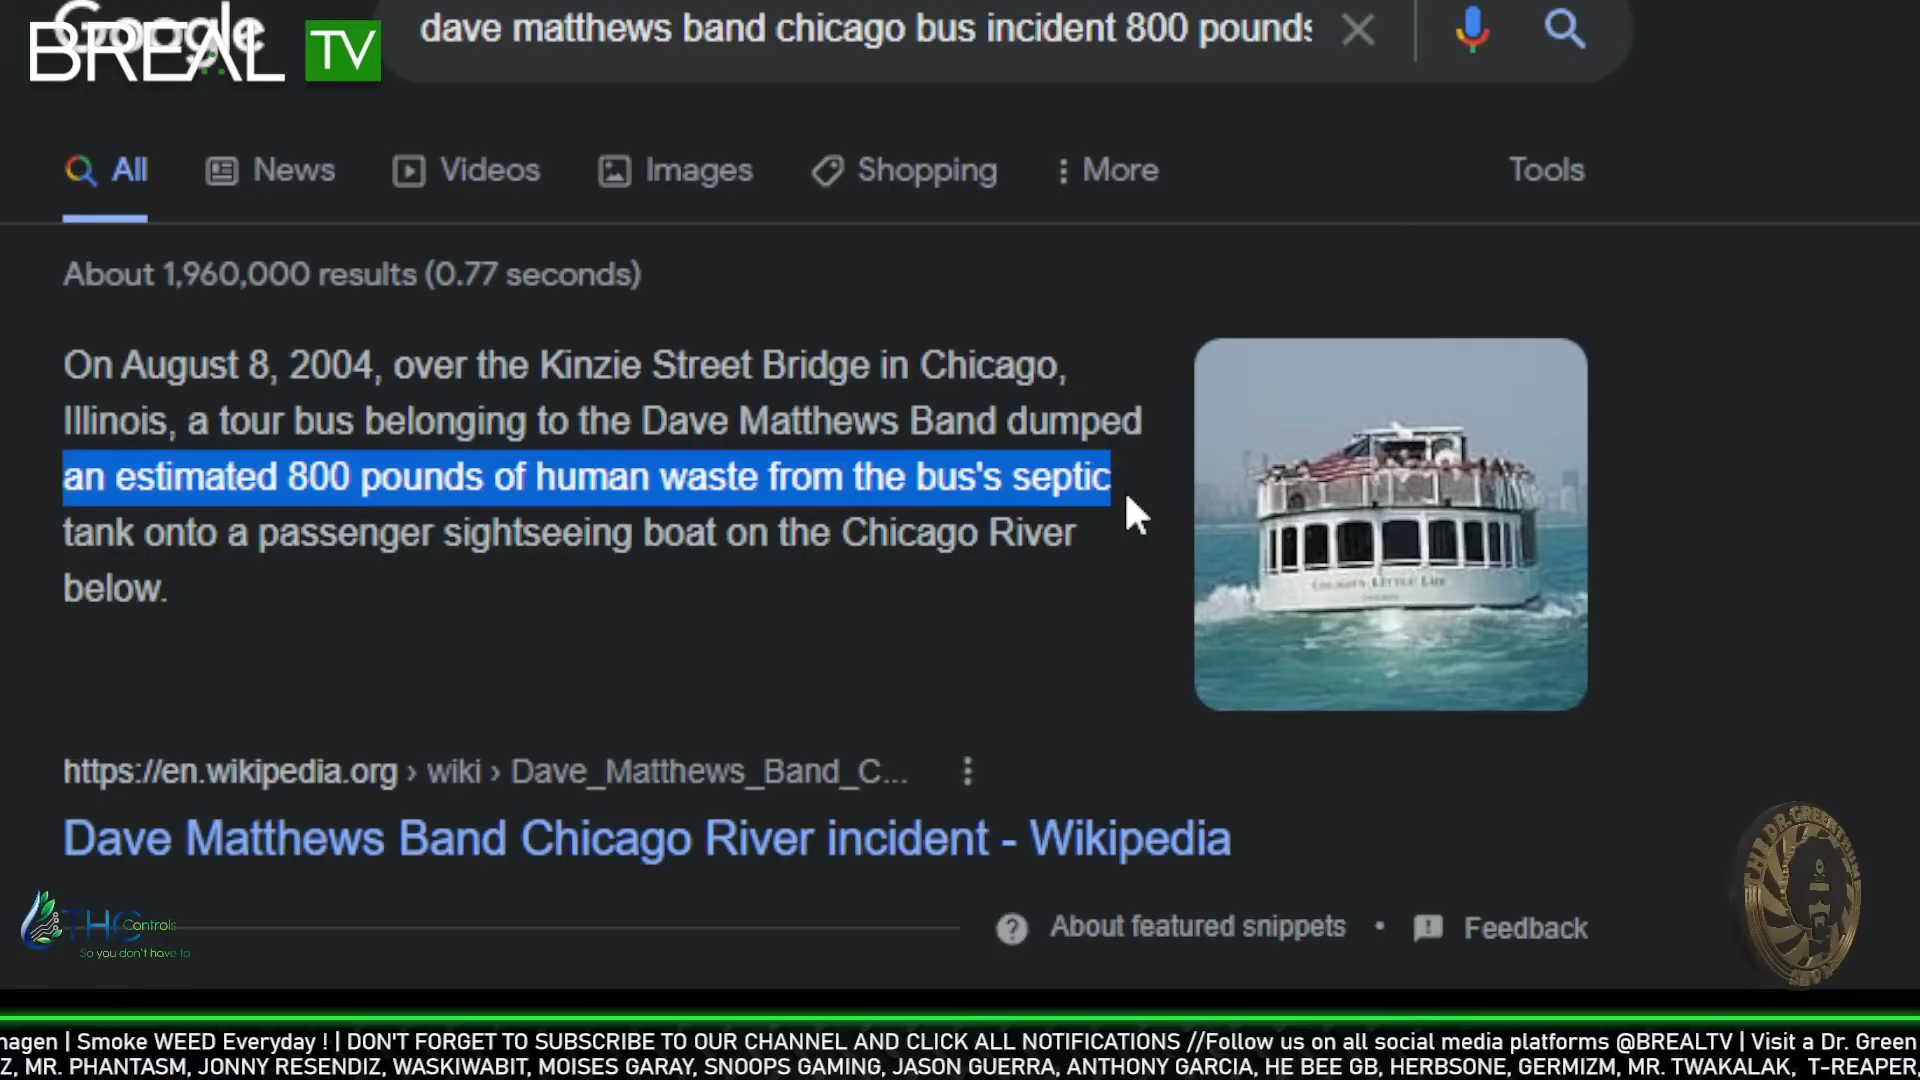 Google
BREAL TV
dave matthews band chicago bus incident 800 pounds
All News Videos Images Shopping More Tools
About 1,960,000 results (0.77 seconds)
On August 8, 2004, over the Kinzie Street Bridge in Chicago,
Illinois, a tour bus belonging to the Dave Matthews Band dumped
an estimated 800 pounds of human waste from the bus's septic
tank onto a passenger sightseeing boat on the Chicago River
below.
https://en.wikipedia.org › wiki › Dave_Matthews_Band_C...
Dave Matthews Band Chicago River incident - Wikipedia
THC Controls
So you don't have to
About featured snippets • Feedback
THE DR. GREENTHUMB SHOW
nagen | Smoke WEED Everyday ! | DON'T FORGET TO SUBSCRIBE TO OUR CHANNEL AND CLICK ALL NOTIFICATIONS //Follow us on all social media platforms @BREALTV | Visit a Dr. Green
Z, MR. PHANTASM, JONNY RESENDIZ, WASKIWABIT, MOISES GARAY, SNOOPS GAMING, JASON GUERRA, ANTHONY GARCIA, HE BEE GB, HERBSONE, GERMIZM, MR. TWAKALAK, T-REAPER,